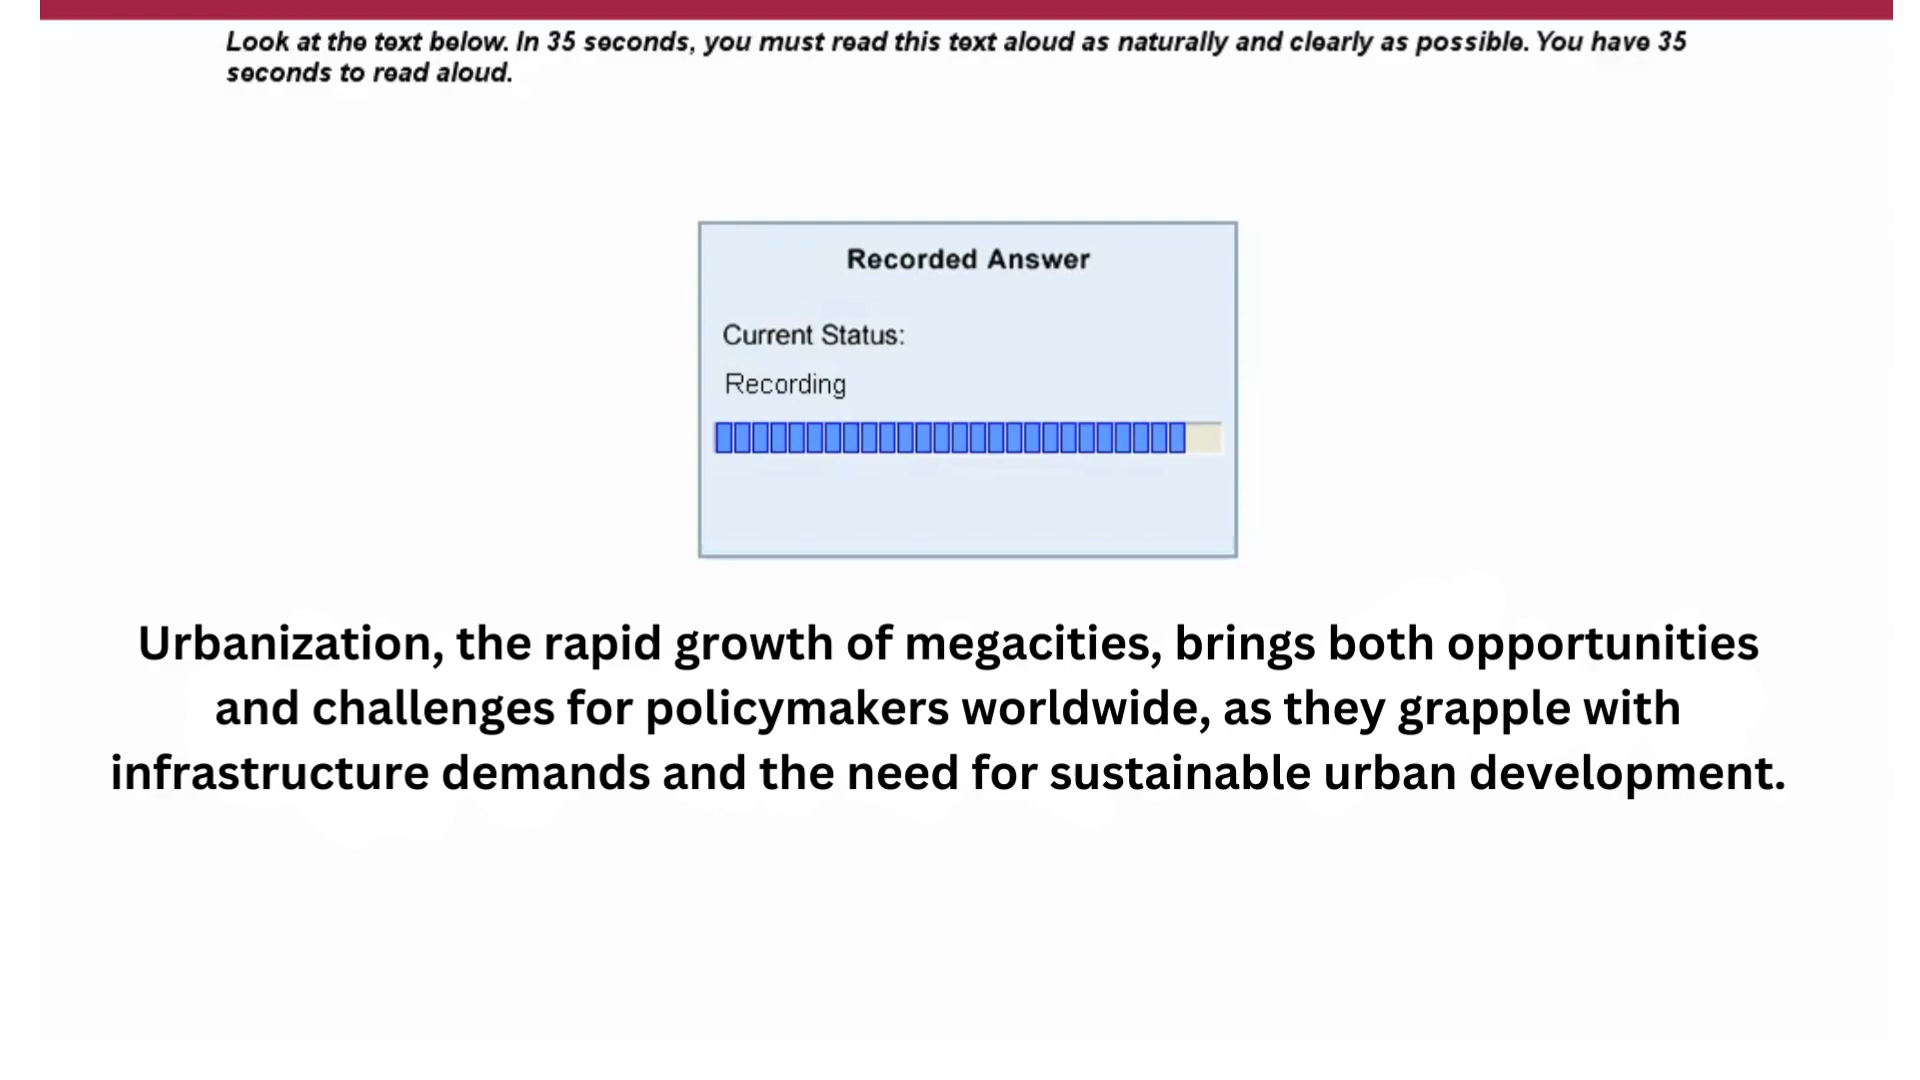 Look at the text below. In 35 seconds, you must read this text aloud as naturally and clearly as possible. You have 35
seconds to read aloud.
Recorded Answer
Current Status:
Recording
Urbanization, the rapid growth of megacities, brings both opportunities
and challenges for policymakers worldwide, as they grapple with
infrastructure demands and the need for sustainable urban development.